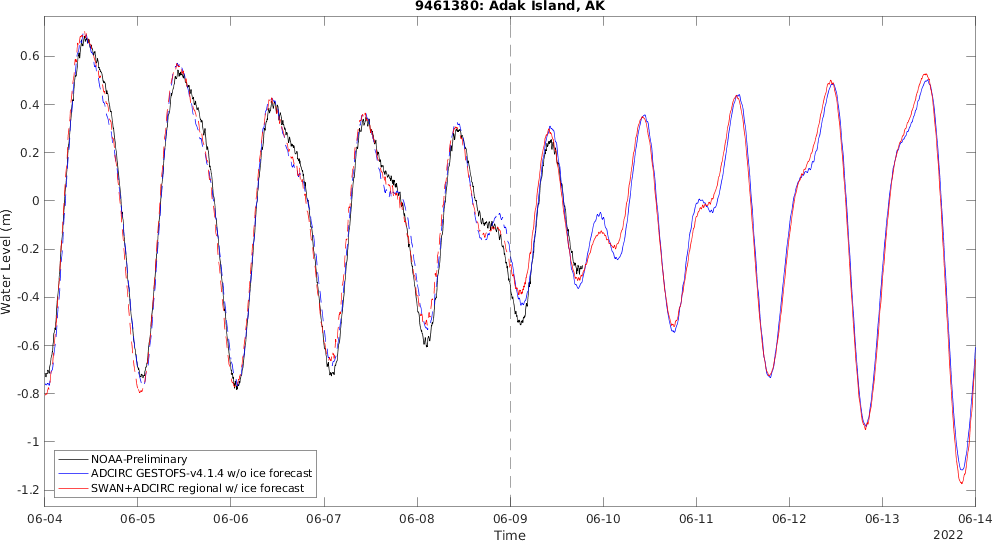 9461380: Adak Island, AK
0.6
0.4
0.2
0
-0.2
-0.4
-0.6
-0.8
-1
-1.2
Water Level (m)
NOAA-Preliminary
ADCIRC GESTOFS-v4.1.4 w/o ice forecast
SWAN+ADCIRC regional w/ ice forecast
06-04 06-05 06-06 06-07 06-08 06-09 06-10 06-11 06-12 06-13 06-14
Time
2022